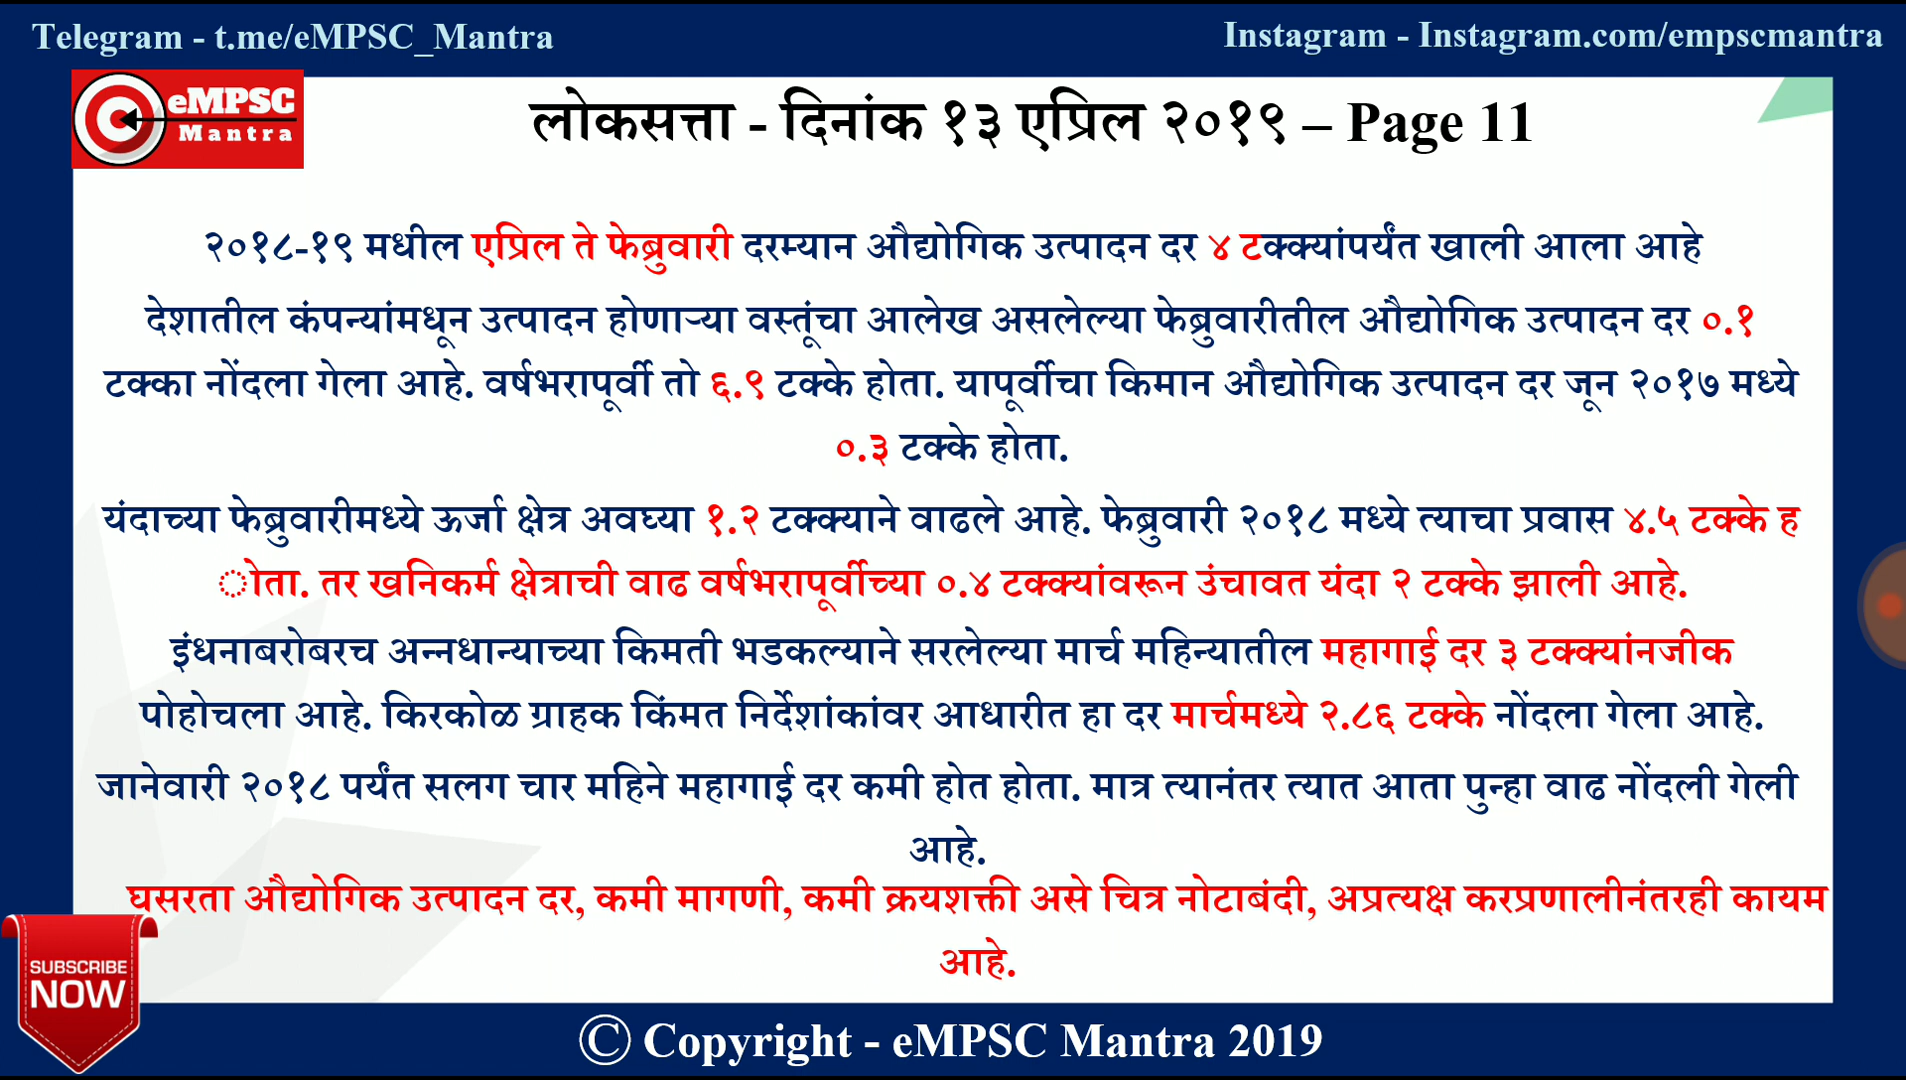 Telegram - t.me/eMPSC_Mantra
Instagram - Instagram.com/empscmantra
eMPSC
Mantra
लोकसत्ता - दिनांक १३ एप्रिल २०१९ – Page 11
२०१८-१९ मधील एप्रिल ते फेब्रुवारी दरम्यान औद्योगिक उत्पादन दर ४ टक्क्यांपर्यंत खाली आला आहे
देशातील कंपन्यांमधून उत्पादन होणाऱ्या वस्तूंचा आलेख असलेल्या फेब्रुवारीतील औद्योगिक उत्पादन दर ०.१
टक्का नोंदला गेला आहे. वर्षभरापूर्वी तो ६.९ टक्के होता. यापूर्वीचा किमान औद्योगिक उत्पादन दर जून २०१७ मध्ये
०.३ टक्के होता.
यंदाच्या फेब्रुवारीमध्ये ऊर्जा क्षेत्र अवघ्या १.२ टक्क्याने वाढले आहे. फेब्रुवारी २०१८ मध्ये त्याचा प्रवास ४.५ टक्के ह
ोता. तर खनिकर्म क्षेत्राची वाढ वर्षभरापूर्वीच्या ०.४ टक्क्यांवरून उंचावत यंदा २ टक्के झाली आहे.
इंधनाबरोबरच अन्नधान्याच्या किमती भडकल्याने सरलेल्या मार्च महिन्यातील महागाई दर ३ टक्क्यांनजीक
पोहोचला आहे. किरकोळ ग्राहक किंमत निर्देशांकांवर आधारीत हा दर मार्चमध्ये २.८६ टक्के नोंदला गेला आहे.
जानेवारी २०१८ पर्यंत सलग चार महिने महागाई दर कमी होत होता. मात्र त्यानंतर त्यात आता पुन्हा वाढ नोंदली गेली
आहे.
घसरता औद्योगिक उत्पादन दर, कमी मागणी, कमी क्रयशक्ती असे चित्र नोटाबंदी, अप्रत्यक्ष करप्रणालीनंतरही कायम
आहे.
SUBSCRIBE
NOW
© Copyright - eMPSC Mantra 2019